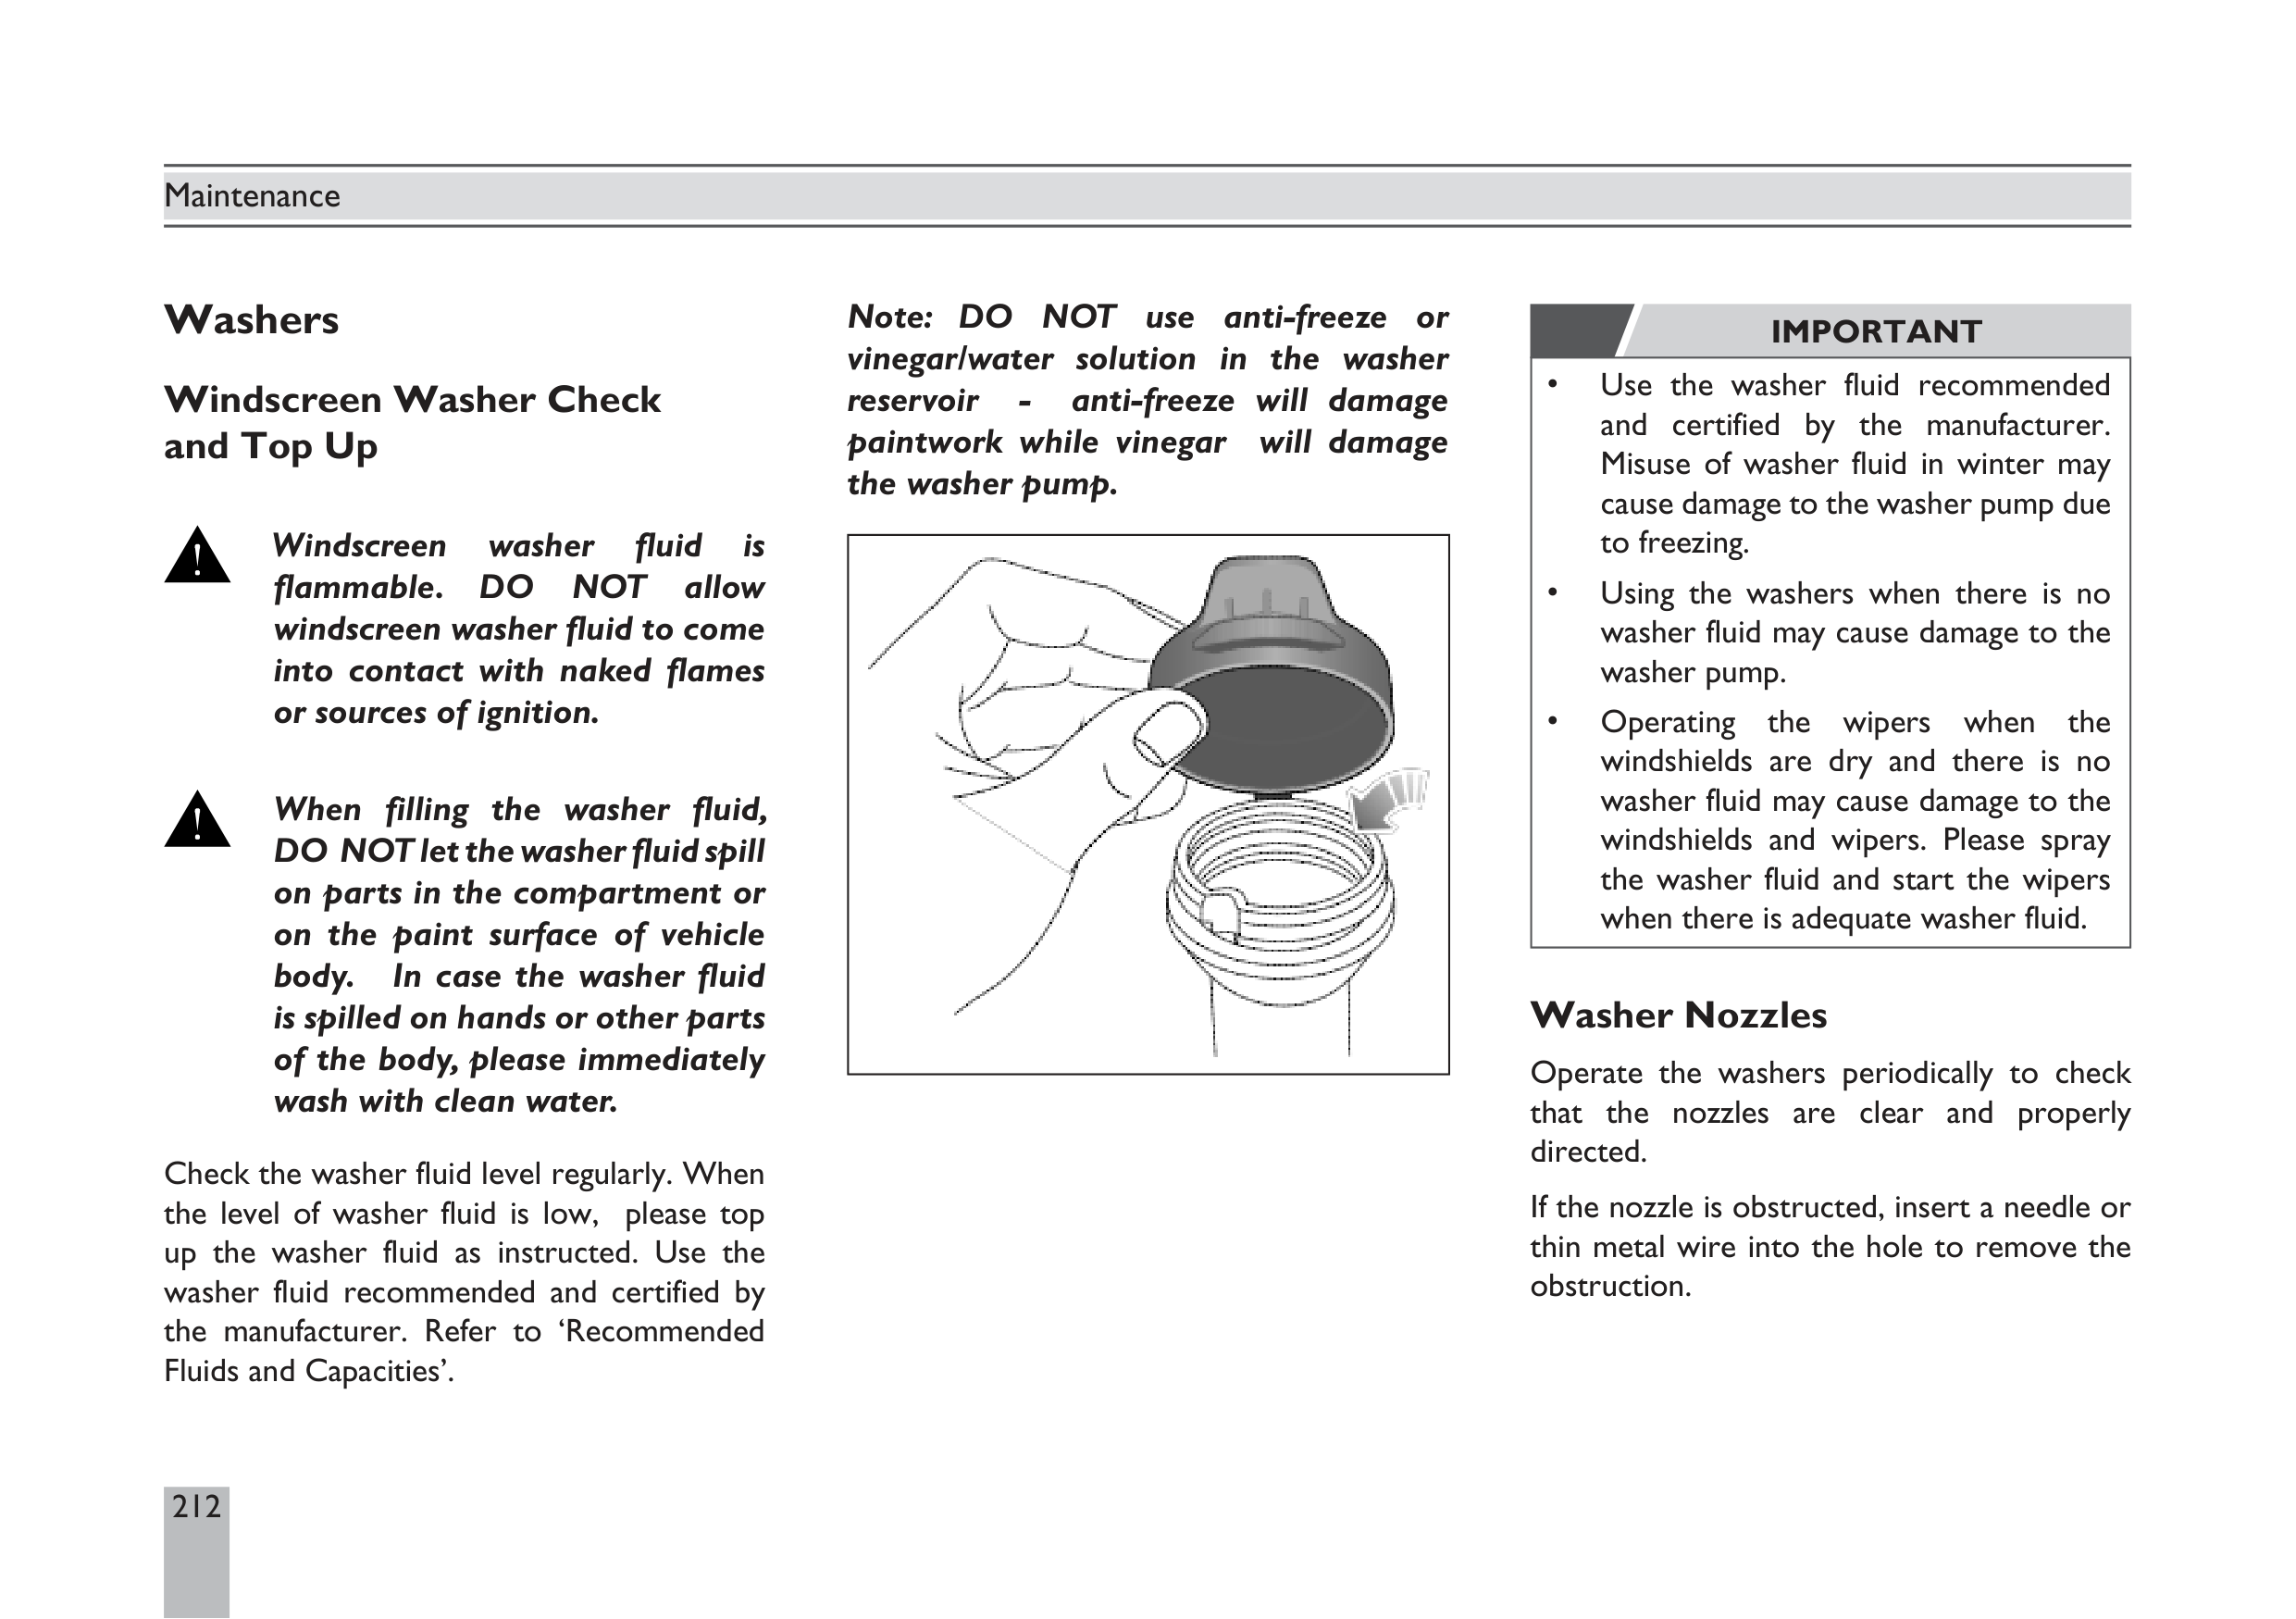 Maintenance
Washers
Windscreen Washer Check
and Top Up
Windscreen washer fluid is
flammable. DO NOT allow
windscreen washer fluid to come
into contact with naked flames
or sources of ignition.
When filling the washer fluid,
DO NOT let the washer fluid spill
on parts in the compartment or
on the paint surface of vehicle
body. In case the washer fluid
is spilled on hands or other parts
of the body, please immediately
wash with clean water.
Check the washer fluid level regularly. When
the level of washer fluid is low, please top
up the washer fluid as instructed. Use the
washer fluid recommended and certified by
the manufacturer. Refer to ‘Recommended
Fluids and Capacities’.
Note: DO NOT use anti-freeze or
vinegar/water solution in the washer
reservoir - anti-freeze will damage
paintwork while vinegar will damage
the washer pump.
IMPORTANT
• Use the washer fluid recommended
and certified by the manufacturer.
Misuse of washer fluid in winter may
cause damage to the washer pump due
to freezing.
• Using the washers when there is no
washer fluid may cause damage to the
washer pump.
• Operating the wipers when the
windshields are dry and there is no
washer fluid may cause damage to the
windshields and wipers. Please spray
the washer fluid and start the wipers
when there is adequate washer fluid.
Washer Nozzles
Operate the washers periodically to check
that the nozzles are clear and properly
directed.
If the nozzle is obstructed, insert a needle or
thin metal wire into the hole to remove the
obstruction.
212